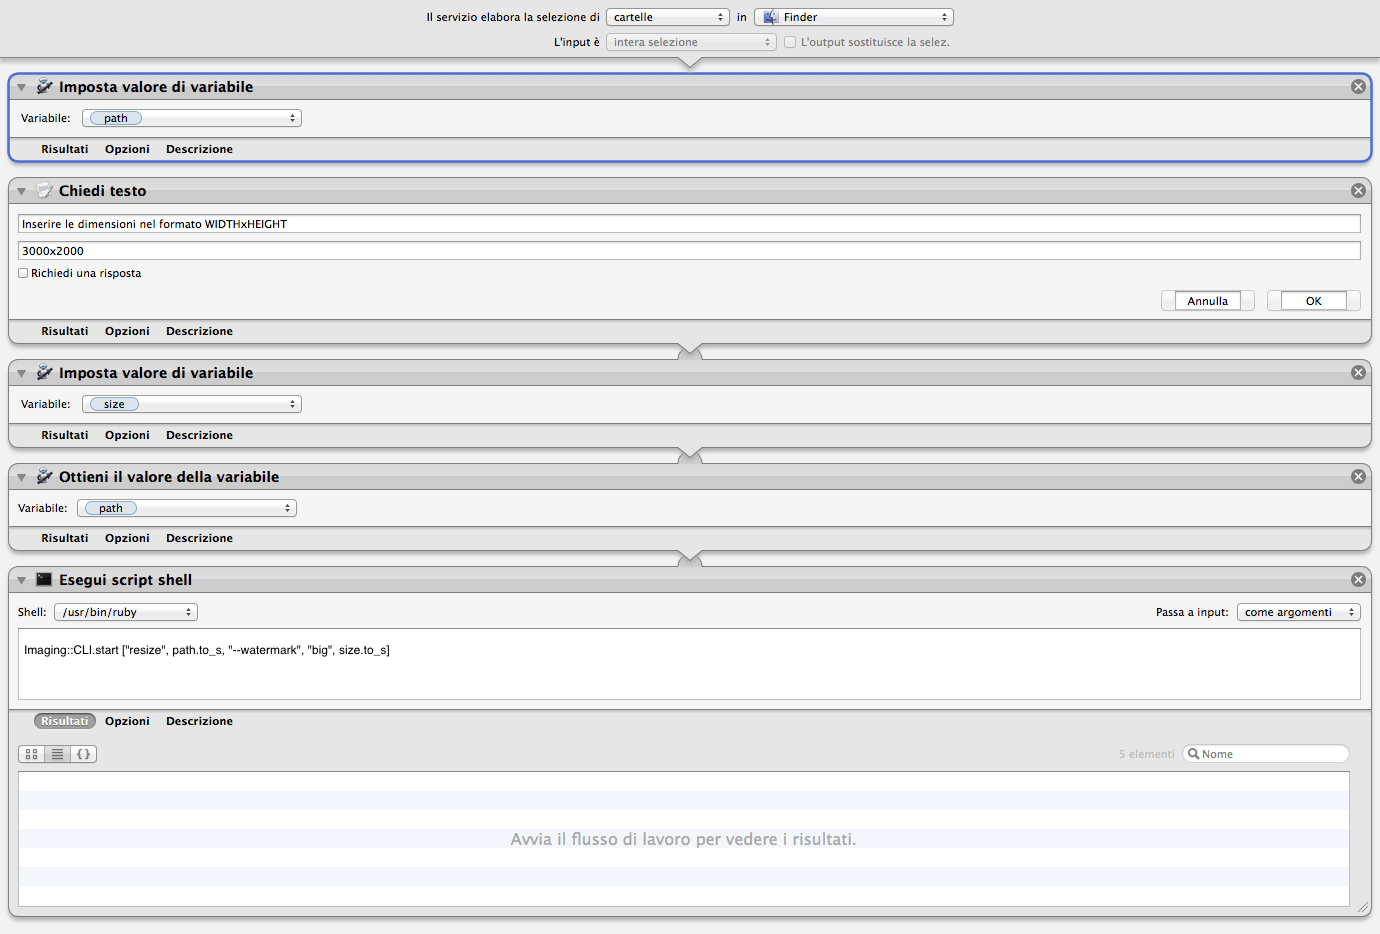 Il servizio elabora la selezione di cartelle in Finder
L'input è intera selezione L'output sostituisce la selez.
Imposta valore di variabile
Variabile: path
Risultati Opzioni Descrizione
Chiedi testo
Inserire le dimensioni nel formato WIDTHxHEIGHT
3000x2000
Richiedi una risposta
Annulla OK
Risultati Opzioni Descrizione
Imposta valore di variabile
Variabile: size
Risultati Opzioni Descrizione
Ottieni il valore della variabile
Variabile: path
Risultati Opzioni Descrizione
Esegui script shell
Shell: /usr/bin/ruby Passa a input: come argomenti
Imaging::CLI.start ["resize", path.to_s, "--watermark", "big", size.to_s]
Risultati Opzioni Descrizione
5 elementi Nome
Avvia il flusso di lavoro per vedere i risultati.